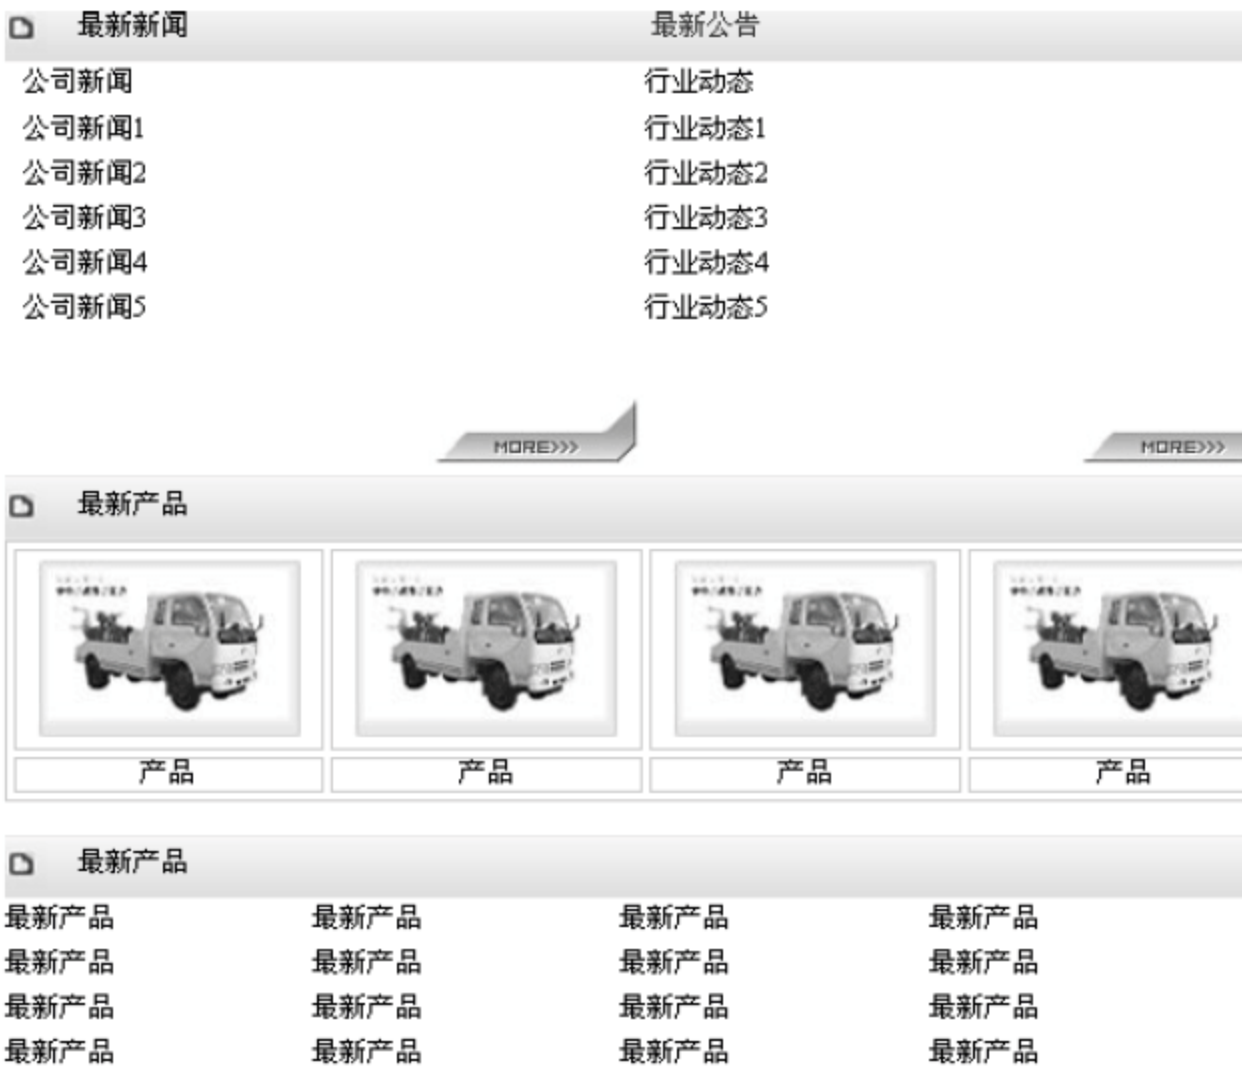 最新新闻 最新公告
公司新闻 行业动态
公司新闻1 行业动态1
公司新闻2 行业动态2
公司新闻3 行业动态3
公司新闻4 行业动态4
公司新闻5 行业动态5
MORE>>> MORE>>>
最新产品
产品 产品 产品 产品
最新产品
最新产品 最新产品 最新产品 最新产品
最新产品 最新产品 最新产品 最新产品
最新产品 最新产品 最新产品 最新产品
最新产品 最新产品 最新产品 最新产品